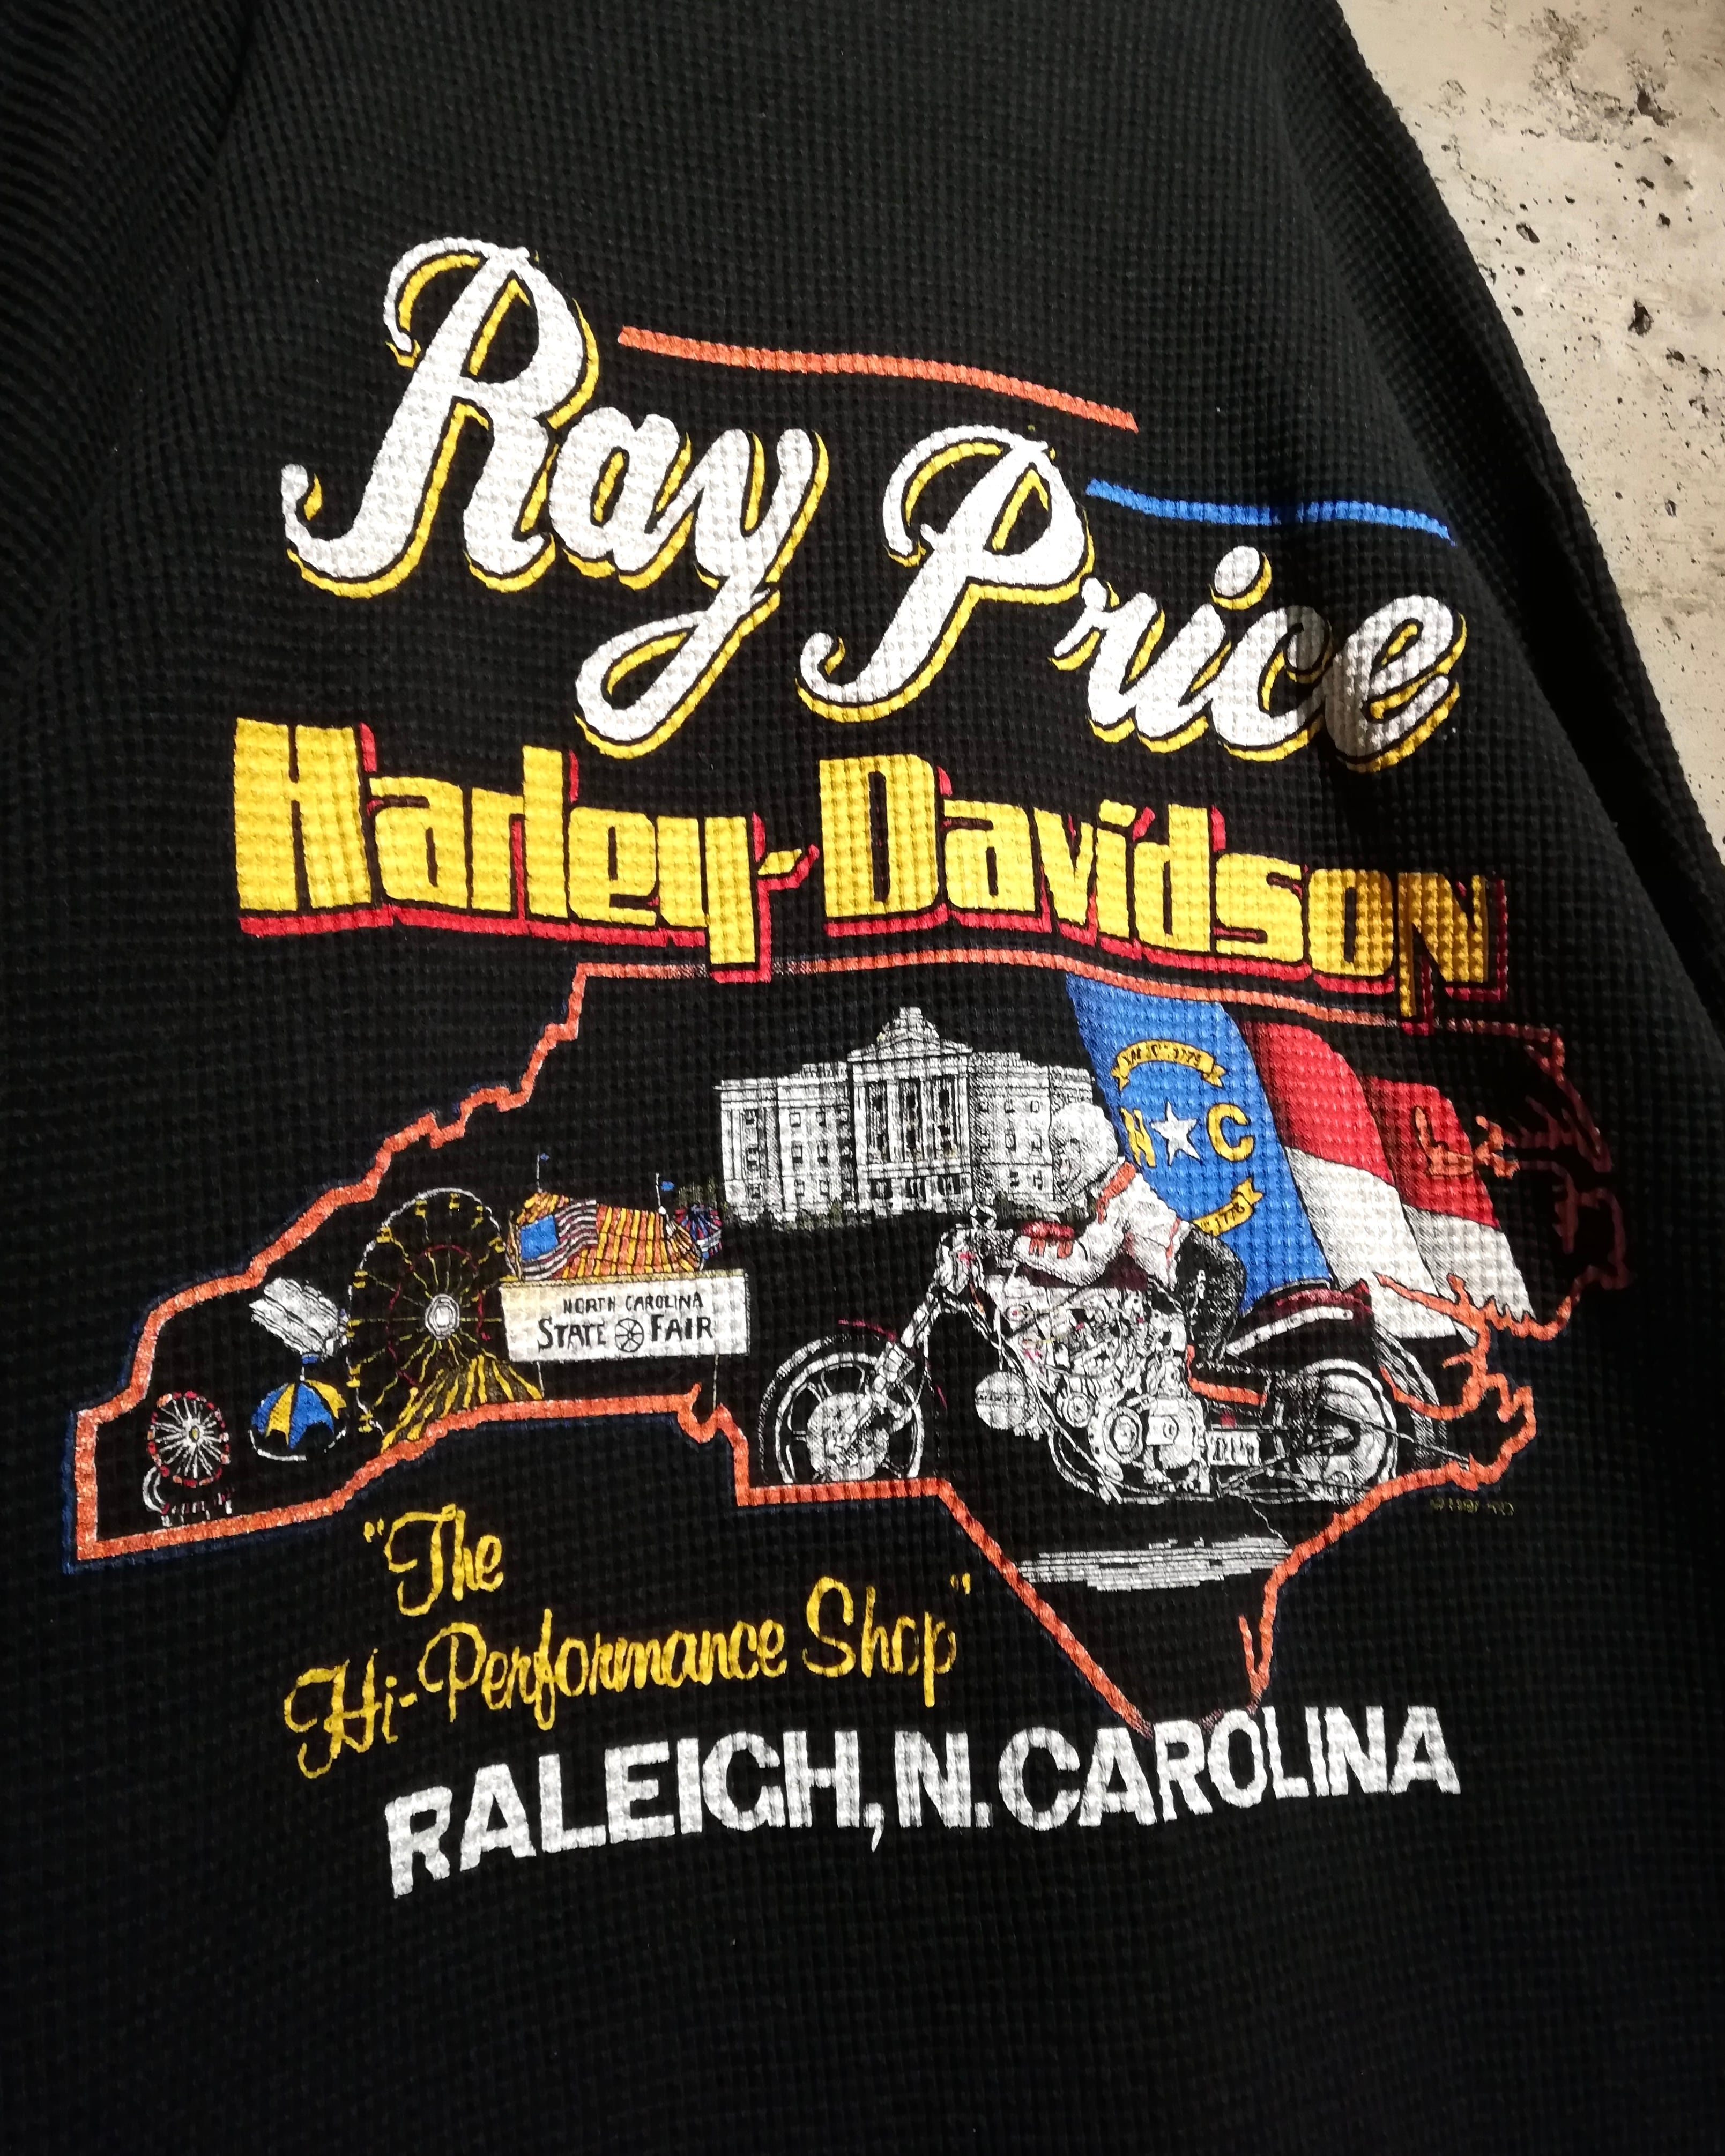 Ray Price
Harley-Davidson
N C
NORTH CAROLINA
STATE FAIR
"The
Hi-Performance Shop"
RALEIGH, N. CAROLINA